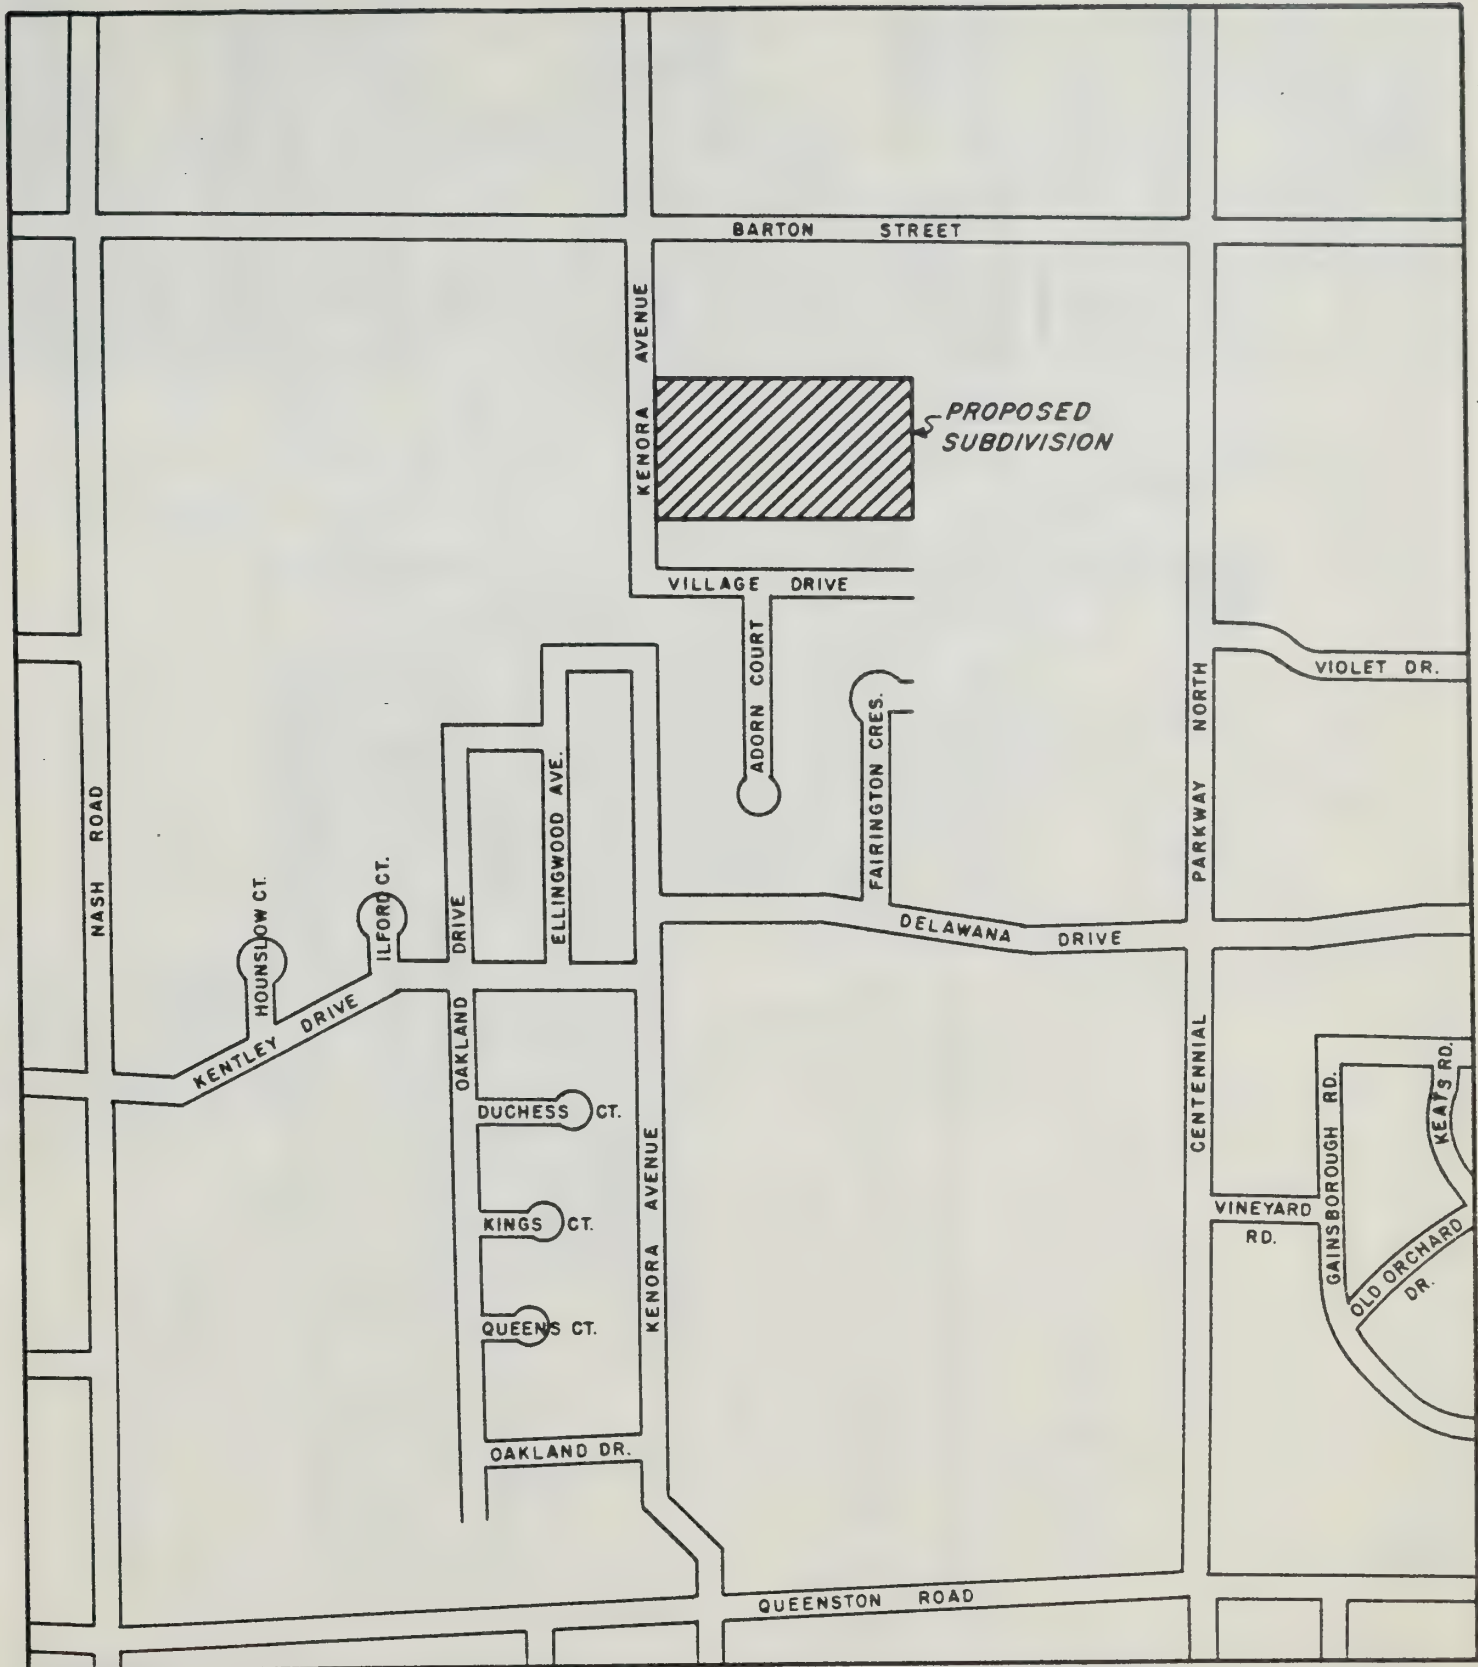 BARTON STREET
KENORA AVENUE
PROPOSED
SUBDIVISION
VILLAGE DRIVE
ADORN COURT
FAIRINGTON CRES.
VIOLET DR.
CENTENNIAL PARKWAY NORTH
NASH ROAD
ELLINGWOOD AVE.
OAKLAND DRIVE
ILFORD CT.
HOUNSLOW CT.
KENTLEY DRIVE
DELAWANA DRIVE
DUCHESS CT.
KINGS CT.
QUEENS CT.
KENORA AVENUE
OAKLAND DR.
KEATS RD.
GAINSBOROUGH RD.
VINEYARD
RD.
OLD ORCHARD
DR.
QUEENSTON ROAD